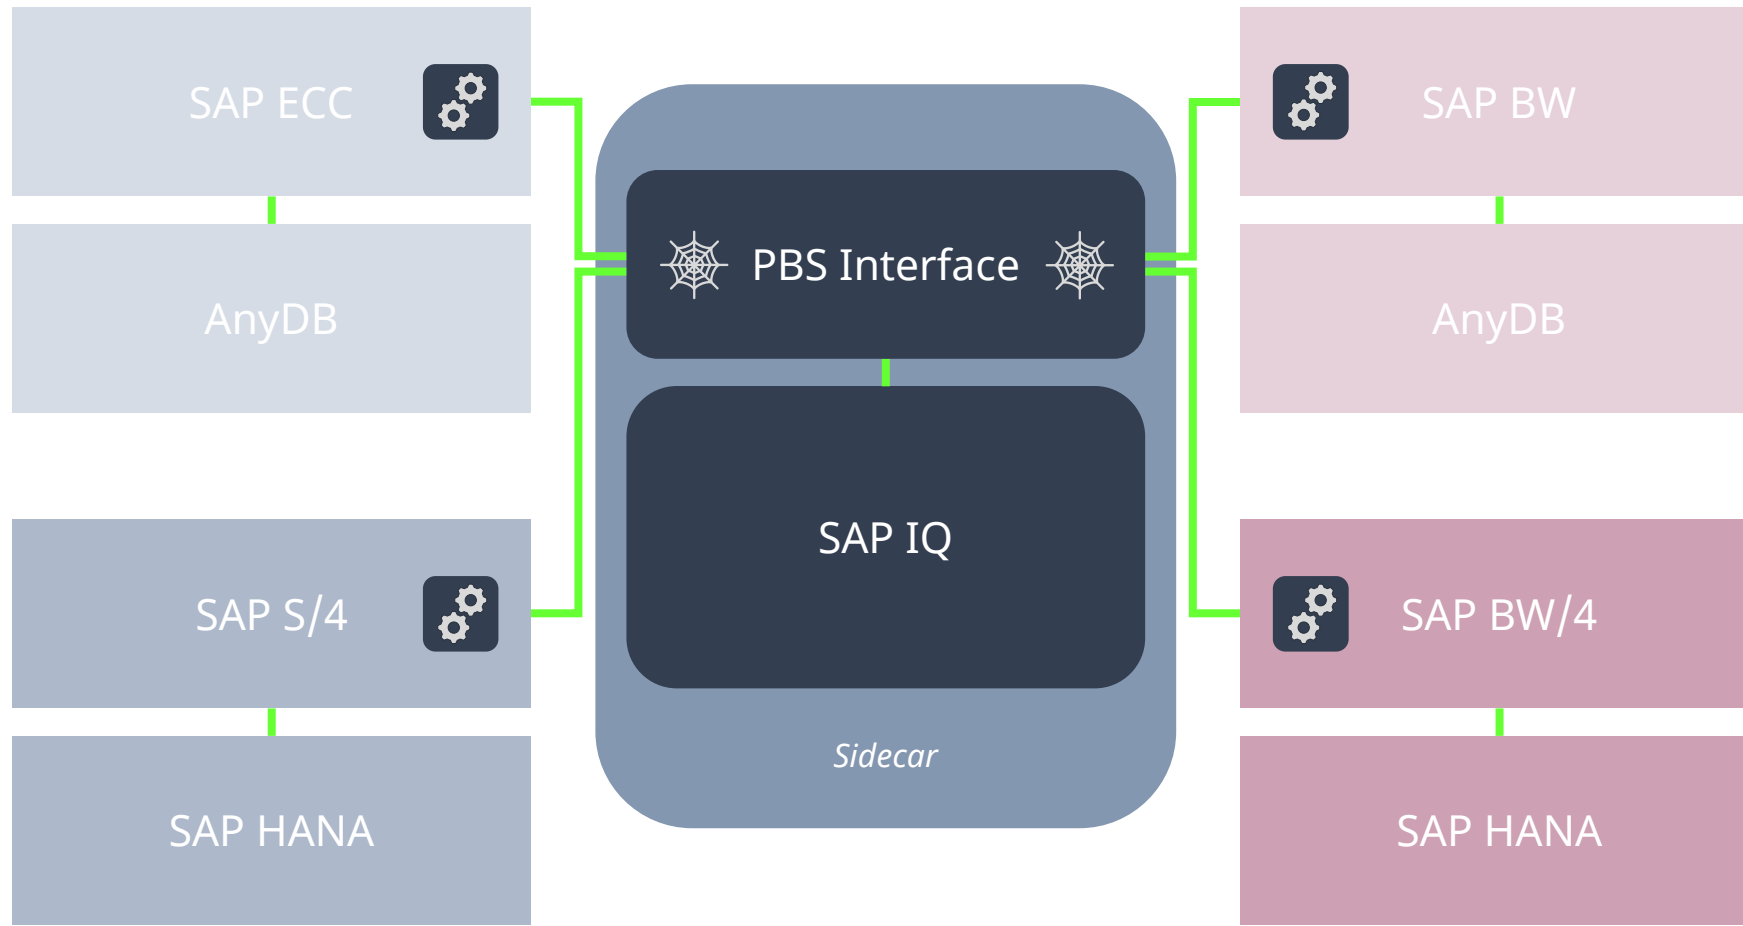 SAP ECC
AnyDB
SAP S/4
SAP HANA
PBS Interface
SAP IQ
Sidecar
SAP BW
AnyDB
SAP BW/4
SAP HANA